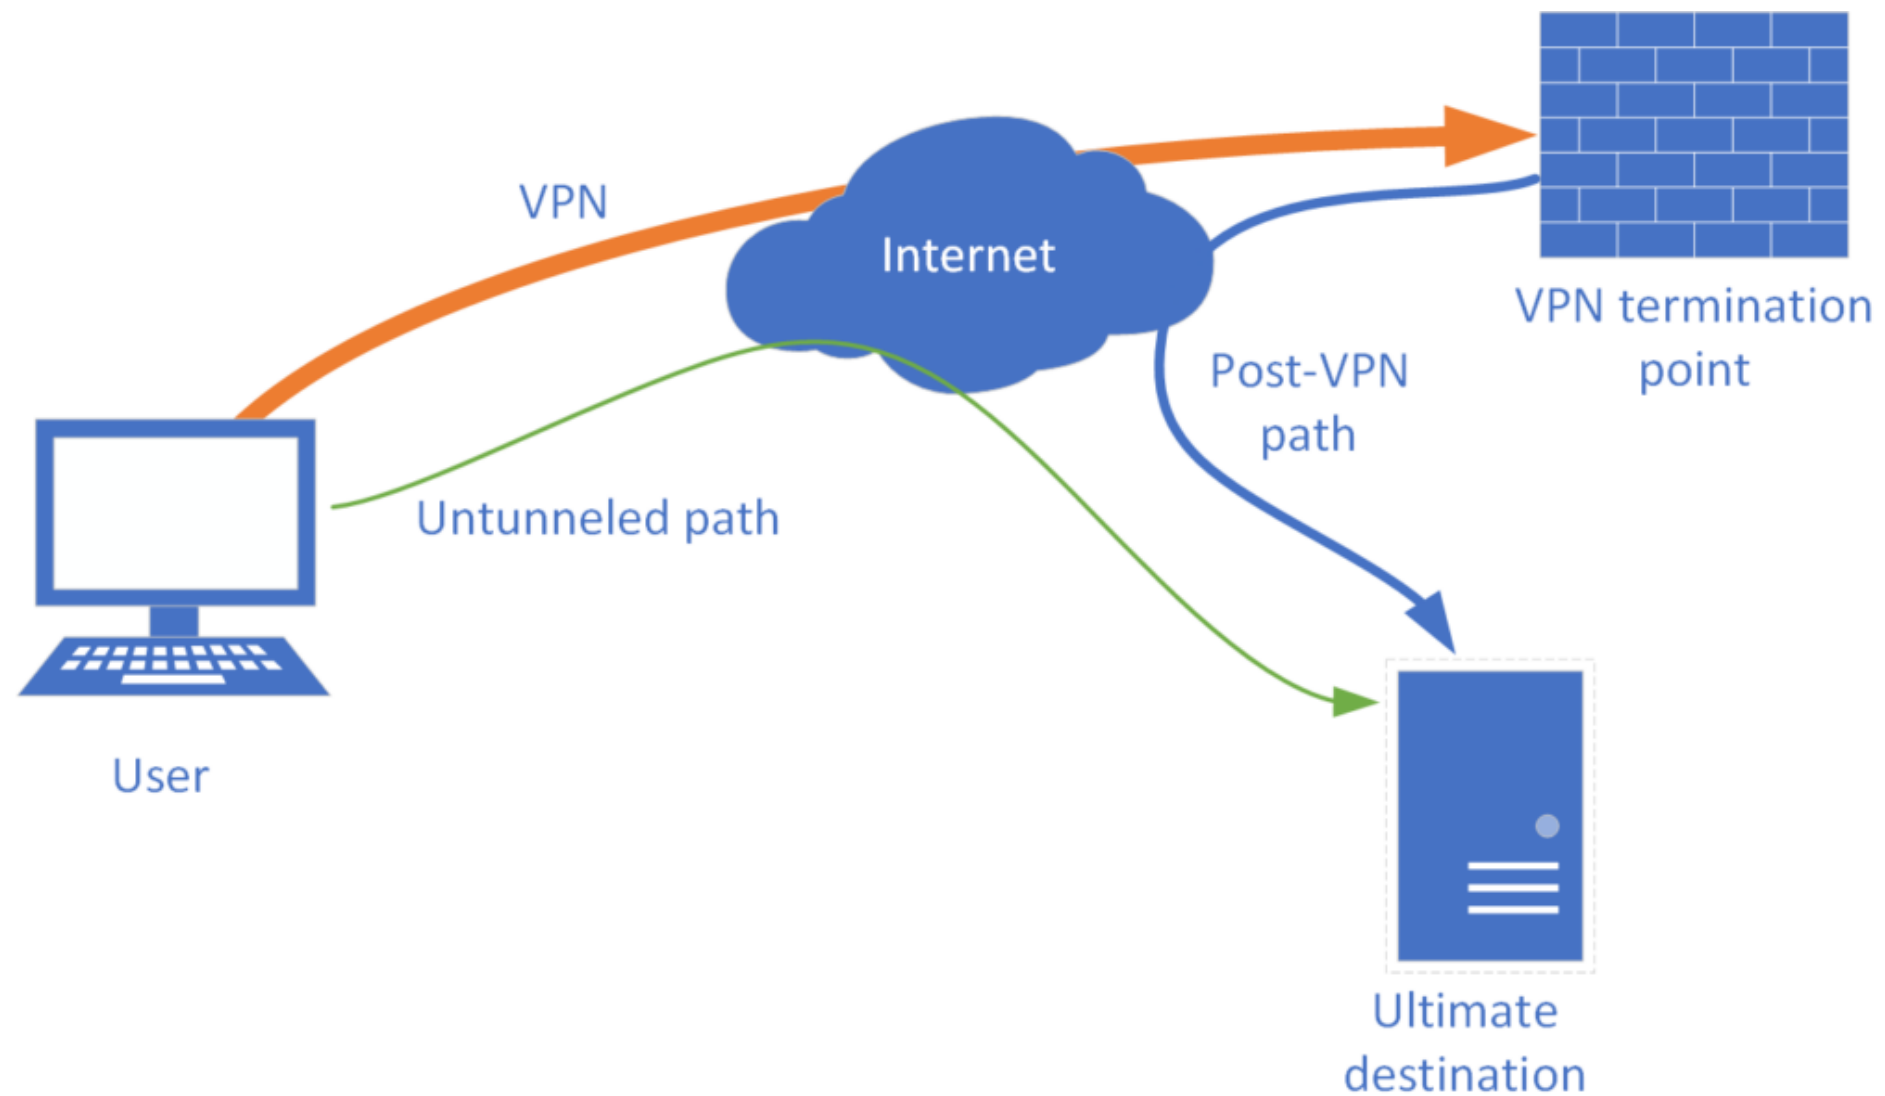 VPN
Internet
VPN termination
point
Post-VPN
path
Untunneled path
User
Ultimate
destination